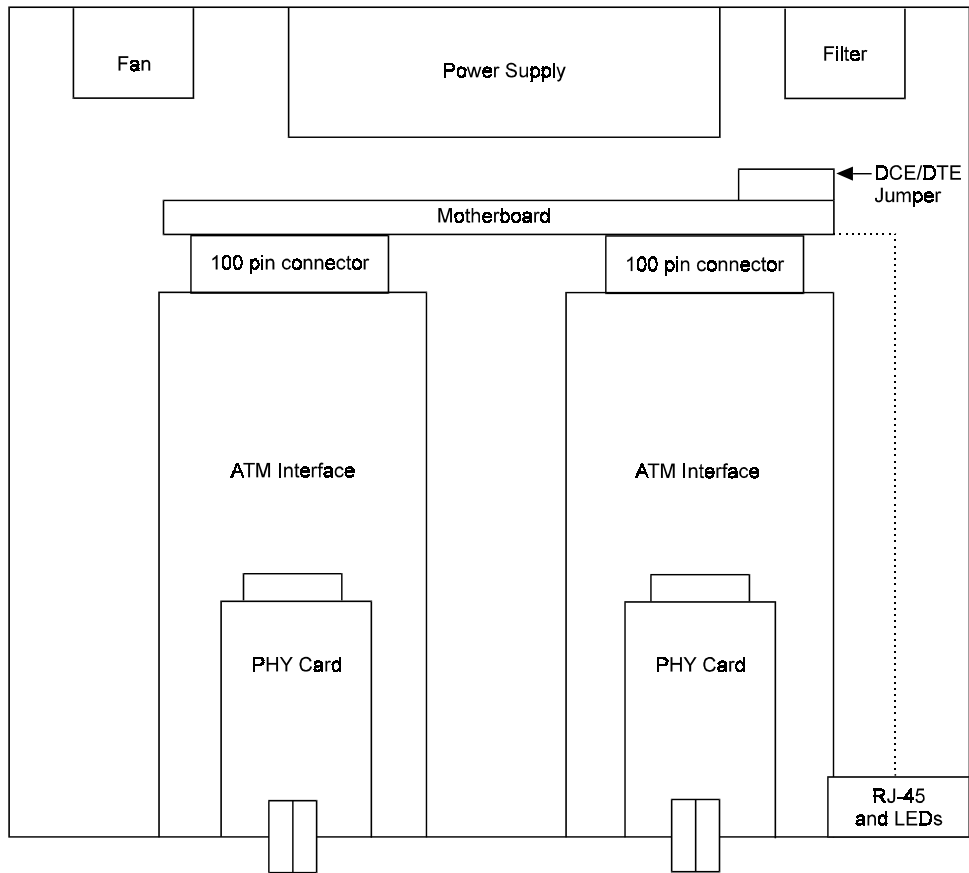 Fan
Power Supply
Filter
DCE/DTE
Jumper
Motherboard
100 pin connector
100 pin connector
ATM Interface
ATM Interface
PHY Card
PHY Card
RJ-45
and LEDs